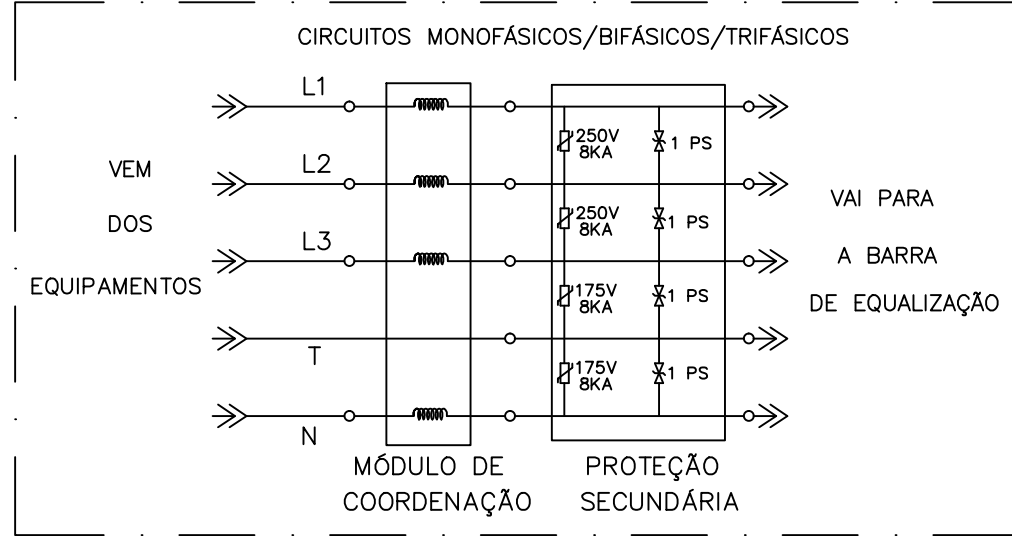 CIRCUITOS MONOFÁSICOS/BIFÁSICOS/TRIFÁSICOS
VEM
DOS
EQUIPAMENTOS
L1
L2
L3
T
N
250V
8KA
1 PS
250V
8KA
1 PS
175V
8KA
1 PS
175V
8KA
1 PS
MÓDULO DE
COORDENAÇÃO
PROTEÇÃO
SECUNDÁRIA
VAI PARA
A BARRA
DE EQUALIZAÇÃO